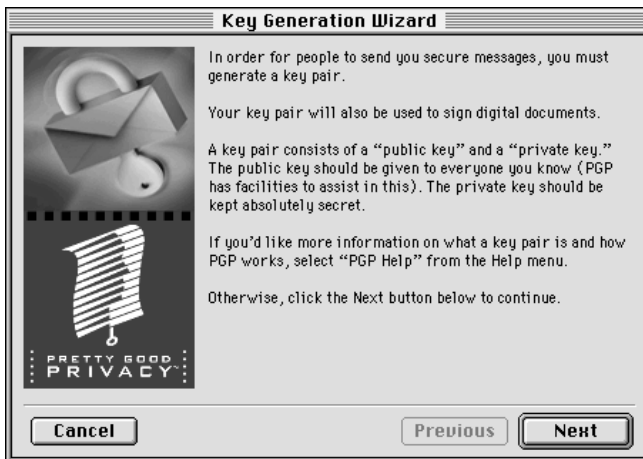 Key Generation Wizard
In order for people to send you secure messages, you must
generate a key pair.
Your key pair will also be used to sign digital documents.
A key pair consists of a “public key” and a “private key.”
The public key should be given to everyone you know (PGP
has facilities to assist in this). The private key should be
kept absolutely secret.
If you’d like more information on what a key pair is and how
PGP works, select “PGP Help” from the Help menu.
Otherwise, click the Next button below to continue.
PRETTY GOOD
PRIVACY™
Cancel
Previous
Next